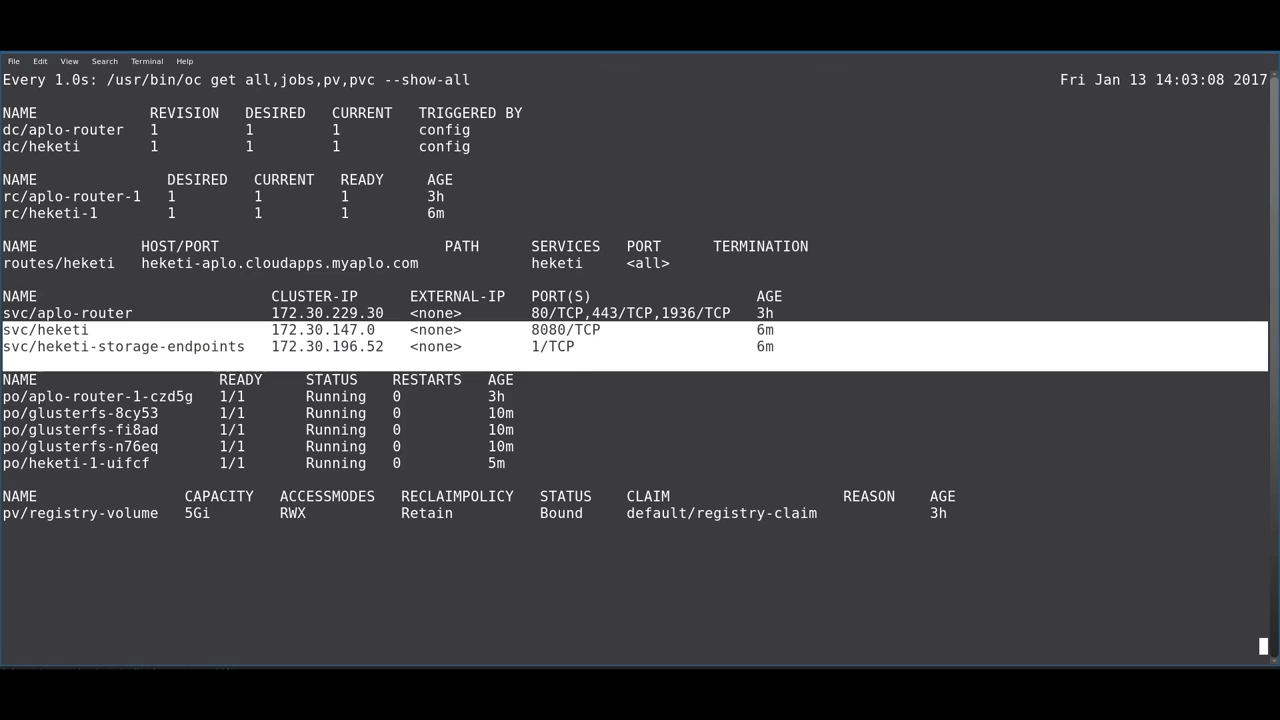 File Edit View Search Terminal Help
Every 1.0s: /usr/bin/oc get all,jobs,pv,pvc --show-all Fri Jan 13 14:03:08 2017
NAME REVISION DESIRED CURRENT TRIGGERED BY
dc/aplo-router 1 1 1 config
dc/heketi 1 1 1 config
NAME DESIRED CURRENT READY AGE
rc/aplo-router-1 1 1 1 3h
rc/heketi-1 1 1 1 6m
NAME HOST/PORT PATH SERVICES PORT TERMINATION
routes/heketi heketi-aplo.cloudapps.myaplo.com heketi <all>
NAME CLUSTER-IP EXTERNAL-IP PORT(S) AGE
svc/aplo-router 172.30.229.30 <none> 80/TCP,443/TCP,1936/TCP 3h
svc/heketi 172.30.147.0 <none> 8080/TCP 6m
svc/heketi-storage-endpoints 172.30.196.52 <none> 1/TCP 6m
NAME READY STATUS RESTARTS AGE
po/aplo-router-1-czd5g 1/1 Running 0 3h
po/glusterfs-8cy53 1/1 Running 0 10m
po/glusterfs-fi8ad 1/1 Running 0 10m
po/glusterfs-n76eq 1/1 Running 0 10m
po/heketi-1-uifcf 1/1 Running 0 5m
NAME CAPACITY ACCESSMODES RECLAIMPOLICY STATUS CLAIM REASON AGE
pv/registry-volume 5Gi RWX Retain Bound default/registry-claim 3h